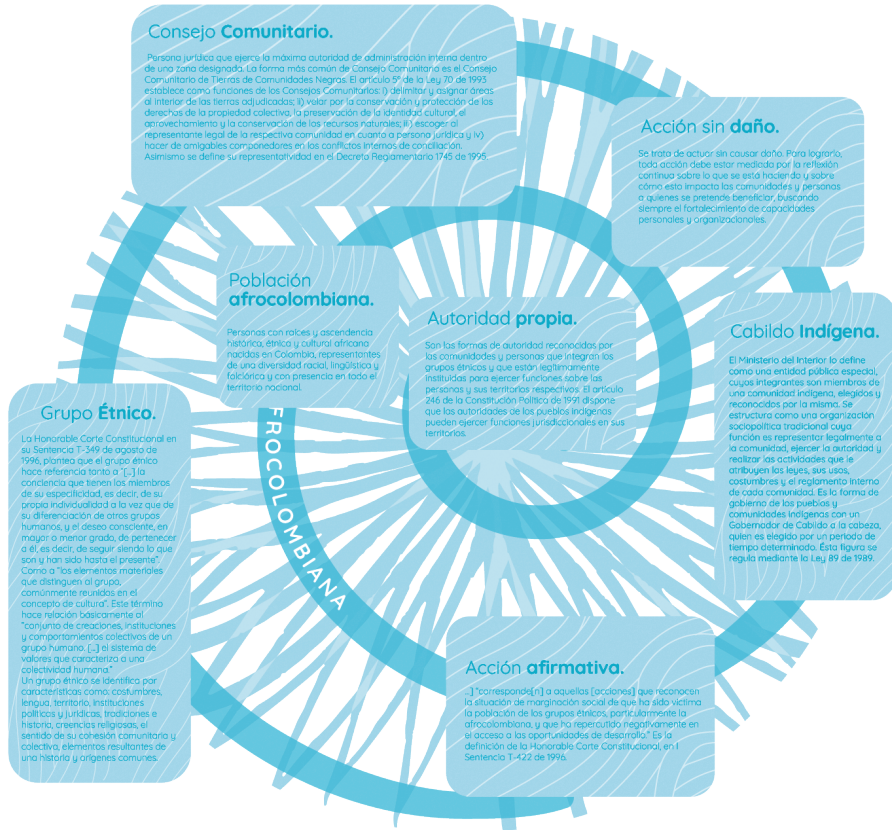 Consejo Comunitario.
Persona jurídica que ejerce la máxima autoridad de administración interna dentro
de una zona designada. La forma más común de Consejo Comunitario es el Consejo
Comunitario de Tierras de Comunidades Negras. El artículo 5° de la Ley 70 de 1993
establece como funciones de los Consejos Comunitarios: i) delimitar y asignar áreas
al interior de las tierras adjudicadas; ii) velar por la conservación y protección de los
derechos de la propiedad colectiva, la preservación de la identidad cultural, el
aprovechamiento y la conservación de los recursos naturales; iii) escoger al
representante legal de la respectiva comunidad en cuanto a persona jurídica y iv)
hacer de amigables componedores en los conflictos internos de conciliación.
Asimismo se define su representatividad en el Decreto Reglamentario 1745 de 1995.
Acción sin daño.
Se trata de actuar sin causar daño. Para lograrlo,
toda acción debe estar mediada por la reflexión
continua sobre lo que se está haciendo y sobre
cómo esto impacta las comunidades y personas
a quienes se pretende beneficiar, buscando
siempre el fortalecimiento de capacidades
personales y organizacionales.
Población
afrocolombiana.
Personas con raíces y ascendencia
histórica, étnica y cultural africana
nacidas en Colombia, representantes
de una diversidad racial, lingüística y
folclórica y con presencia en todo el
territorio nacional.
Autoridad propia.
Son las formas de autoridad reconocidos por
las comunidades y personas que integran los
grupos étnicos y que están legítimamente
instituidas para ejercer funciones sobre las
personas y sus territorios respectivos. El artículo
246 de la Constitución Política de 1991 dispone
que las autoridades de los pueblos indígenas
pueden ejercer funciones jurisdiccionales en sus
territorios.
Cabildo Indígena.
El Ministerio del Interior lo define
como una entidad pública especial,
cuyos integrantes son miembros de
una comunidad indígena, elegidos y
reconocidos por la misma. Se
estructura como una organización
sociopolítica tradicional cuya
función es representar legalmente a
la comunidad, ejercer la autoridad y
realizar las actividades que le
atribuyen las leyes, sus usos,
costumbres y el reglamento interno
de cada comunidad. Es la forma de
gobierno de los pueblos y
comunidades indígenas con un
Gobernador de Cabildo a la cabeza,
quien es elegido por un periodo de
tiempo determinado. Ésta figura se
regula mediante la Ley 89 de 1989.
Grupo Étnico.
La Honorable Corte Constitucional en
su Sentencia T-349 de agosto de
1996, plantea que el grupo étnico
hace referencia tanto a "[...] la
conciencia que tienen los miembros
de su especificidad, es decir, de su
propia individualidad a la vez que de
su diferenciación de otros grupos
humanos, y el deseo consciente, en
mayor o menor grado, de pertenecer
a él, es decir, de seguir siendo lo que
son y han sido hasta el presente".
Como a "los elementos materiales
que distinguen al grupo,
comúnmente reunidos en el
concepto de cultura". Este término
hace relación básicamente al
"conjunto de creaciones, instituciones
y comportamientos colectivos de un
grupo humano. [...] el sistema de
valores que caracteriza a una
colectividad humana."
Un grupo étnico se identifica por
características como: costumbres,
lengua, territorio, instituciones
políticas y jurídicas, tradiciones e
historia, creencias religiosas, el
sentido de su cohesión comunitaria y
colectiva, elementos resultantes de
una historia y orígenes comunes.
FROCOLOMBIANA
Acción afirmativa.
...] "corresponde[n] a aquellas [acciones] que reconocen
la situación de marginación social de que ha sido víctima
la población de los grupos étnicos, particularmente la
afrocolombiana, y que ha repercutido negativamente en
el acceso a las oportunidades de desarrollo." Es la
definición de la Honorable Corte Constitucional, en l
Sentencia T-422 de 1996.